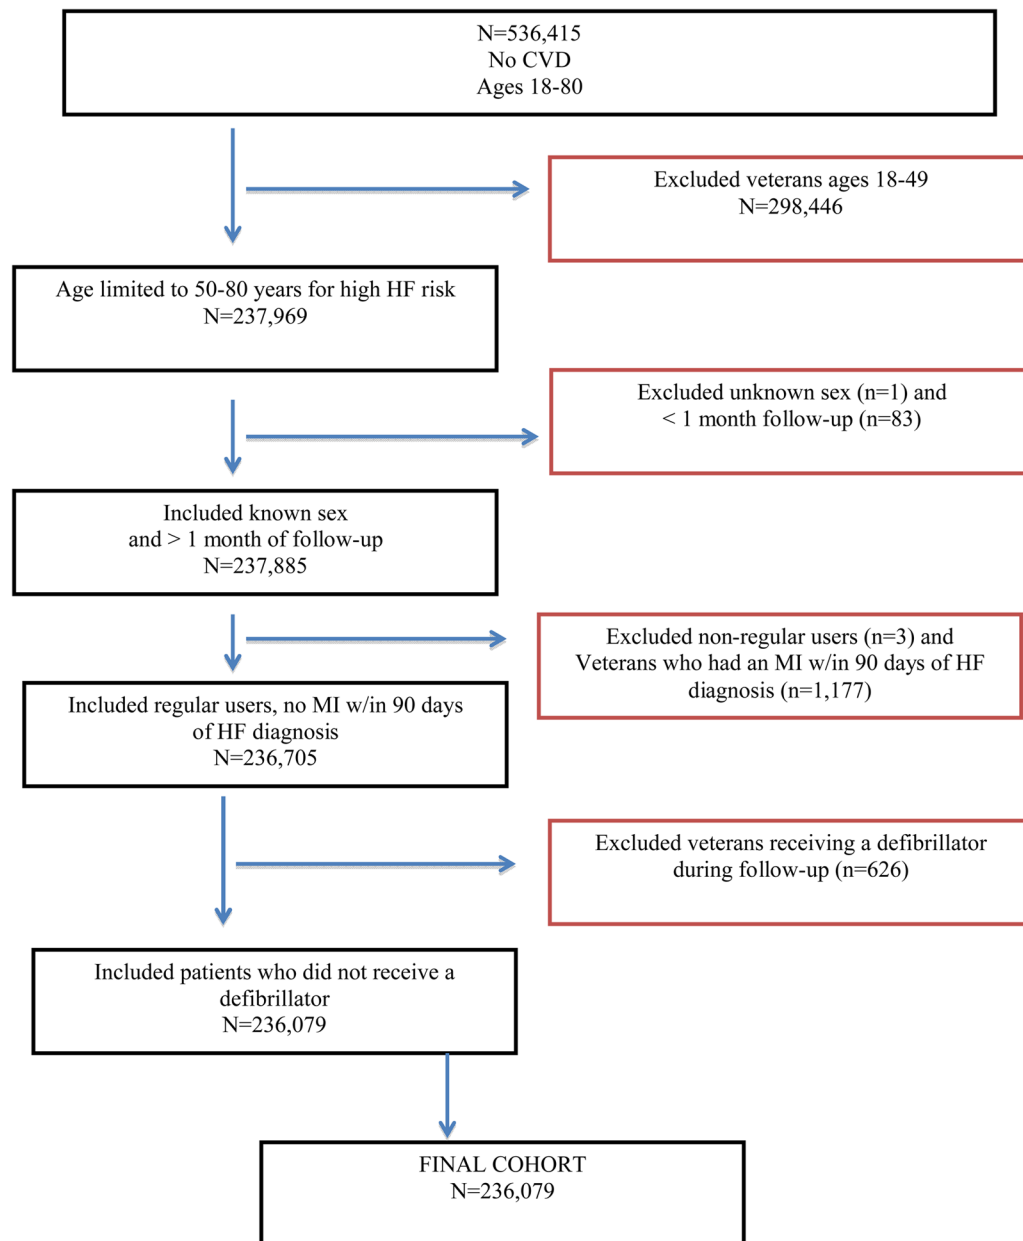 N=536,415
No CVD
Ages 18-80
Excluded veterans ages 18-49
N=298,446
Age limited to 50-80 years for high HF risk
N=237,969
Excluded unknown sex (n=1) and
< 1 month follow-up (n=83)
Included known sex
and > 1 month of follow-up
N=237,885
Excluded non-regular users (n=3) and
Veterans who had an MI w/in 90 days of HF
diagnosis (n=1,177)
Included regular users, no MI w/in 90 days
of HF diagnosis
N=236,705
Excluded veterans receiving a defibrillator
during follow-up (n=626)
Included patients who did not receive a
defibrillator
N=236,079
FINAL COHORT
N=236,079